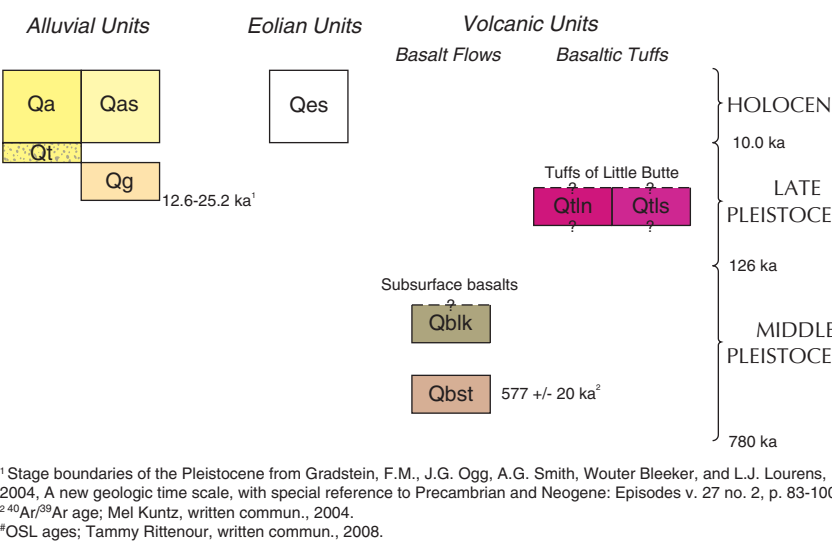 Alluvial Units
Eolian Units
Volcanic Units
Basalt Flows
Basaltic Tuffs
Qa
Qas
Qes
HOLOCEN
10.0 ka
Qt
Qg
12.6-25.2 ka¹
Tuffs of Little Butte
? ?
Qtln
Qtls
? ?
LATE
PLEISTOCE
126 ka
Subsurface basalts
?
Qblk
MIDDLE
PLEISTOCE
Qbst
577 +/- 20 ka²
780 ka
¹ Stage boundaries of the Pleistocene from Gradstein, F.M., J.G. Ogg, A.G. Smith, Wouter Bleeker, and L.J. Lourens,
2004, A new geologic time scale, with special reference to Precambrian and Neogene: Episodes v. 27 no. 2, p. 83-100
² ⁴⁰Ar/³⁹Ar age; Mel Kuntz, written commun., 2004.
#OSL ages; Tammy Rittenour, written commun., 2008.